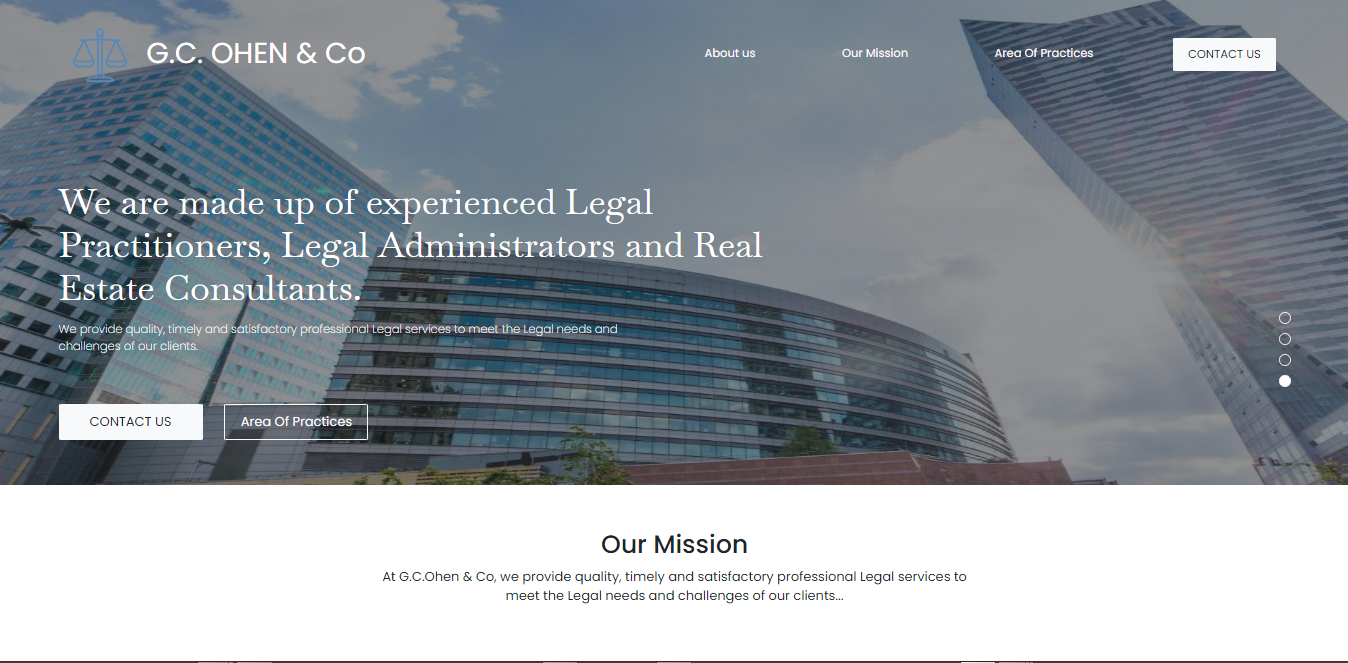 G.C. OHEN & Co
About us
Our Mission
Area Of Practices
CONTACT US
We are made up of experienced Legal
Practitioners, Legal Administrators and Real
Estate Consultants.
We provide quality, timely and satisfactory professional Legal services to meet the Legal needs and
challenges of our clients.
CONTACT US
Area Of Practices
Our Mission
At G.C.Ohen & Co, we provide quality, timely and satisfactory professional Legal services to
meet the Legal needs and challenges of our clients...